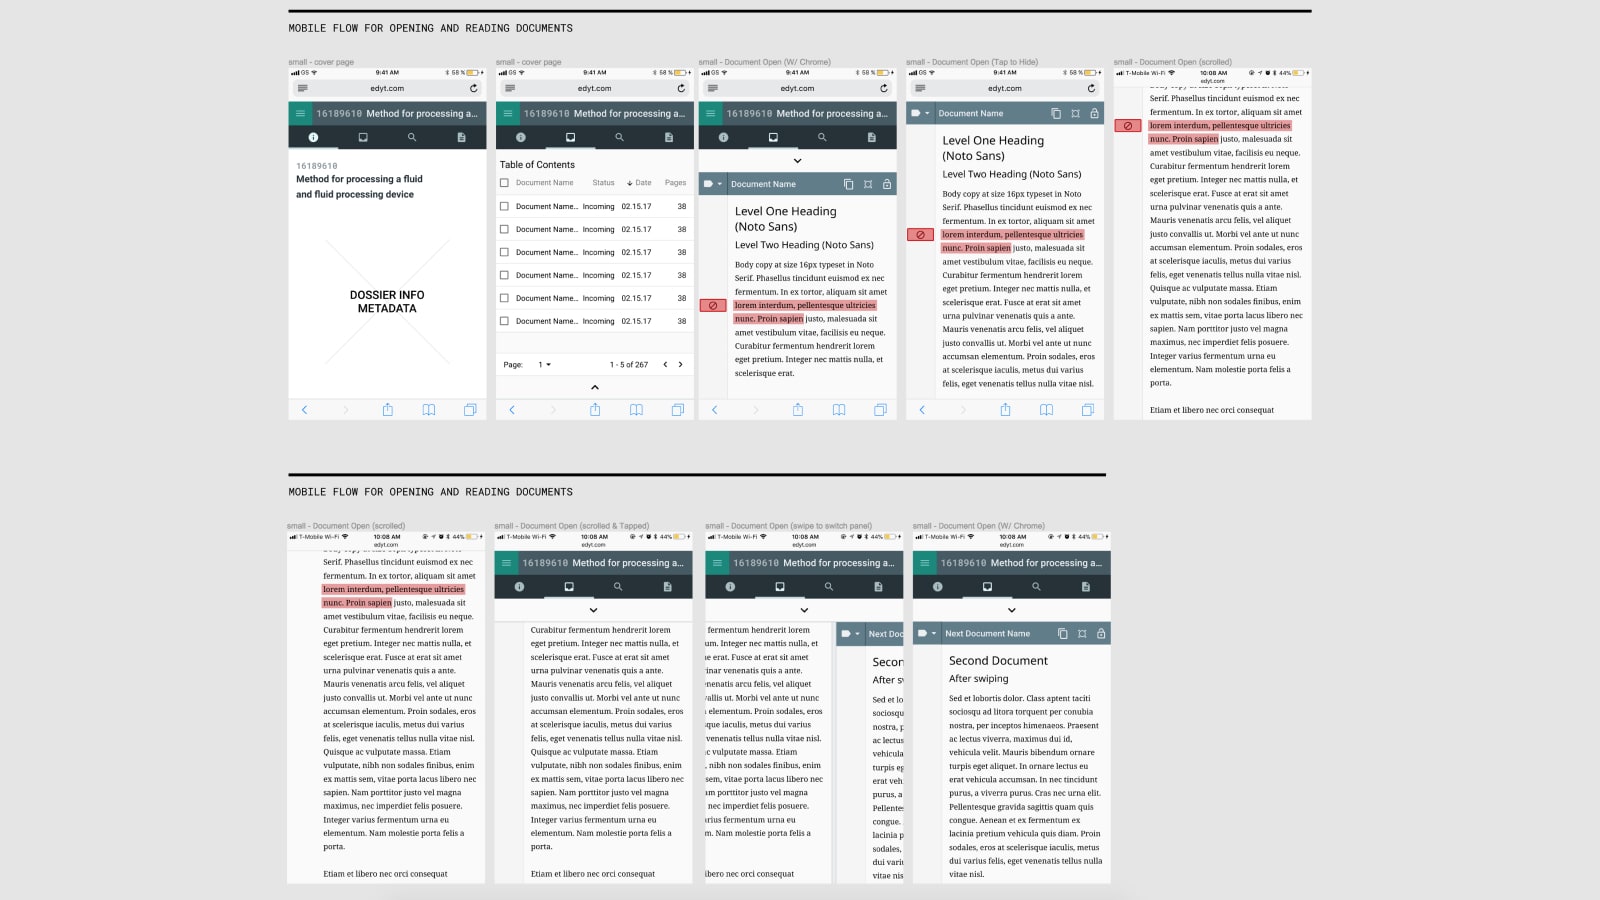 MOBILE FLOW FOR OPENING AND READING DOCUMENTS
small - cover page
GS
9:41 AM
58 %
edyt.com
16189610 Method for processing a...
16189610
Method for processing a fluid
and fluid processing device
DOSSIER INFO
METADATA
small - cover page
GS
9:41 AM
58 %
edyt.com
16189610 Method for processing a...
Table of Contents
Document Name Status Date Pages
Document Name... Incoming 02.15.17 38
Document Name... Incoming 02.15.17 38
Document Name... Incoming 02.15.17 38
Document Name... Incoming 02.15.17 38
Document Name... Incoming 02.15.17 38
Document Name... Incoming 02.15.17 38
Page: 1 1 - 5 of 267
small - Document Open (W/ Chrome)
GS
9:41 AM
58 %
edyt.com
16189610 Method for processing a...
Document Name
Level One Heading
(Noto Sans)
Level Two Heading (Noto Sans)
Body copy at size 16px typeset in Noto
Serif. Phasellus tincidunt euismod ex nec
fermentum. In ex tortor, aliquam sit amet
lorem interdum, pellentesque ultricies
nunc. Proin sapien justo, malesuada sit
amet vestibulum vitae, facilisis eu neque.
Curabitur fermentum hendrerit lorem
eget pretium. Integer nec mattis nulla, et
scelerisque erat.
small - Document Open (Tap to Hide)
GS
9:41 AM
58 %
edyt.com
Document Name
Level One Heading
(Noto Sans)
Level Two Heading (Noto Sans)
Body copy at size 16px typeset in Noto
Serif. Phasellus tincidunt euismod ex nec
fermentum. In ex tortor, aliquam sit amet
lorem interdum, pellentesque ultricies
nunc. Proin sapien justo, malesuada sit
amet vestibulum vitae, facilisis eu neque.
Curabitur fermentum hendrerit lorem
eget pretium. Integer nec mattis nulla, et
scelerisque erat. Fusce at erat sit amet
urna pulvinar venenatis quis a ante.
Mauris venenatis arcu felis, vel aliquet
justo convallis ut. Morbi vel ante ut nunc
accumsan elementum. Proin sodales, eros
at scelerisque iaculis, metus dui varius
felis, eget venenatis tellus nulla vitae nisl.
small - Document Open (scrolled)
T-Mobile Wi-Fi
10:08 AM
44%
edyt.com
Serif. Phasellus tincidunt euismod ex nec
fermentum. In ex tortor, aliquam sit amet
lorem interdum, pellentesque ultricies
nunc. Proin sapien justo, malesuada sit
amet vestibulum vitae, facilisis eu neque.
Curabitur fermentum hendrerit lorem
eget pretium. Integer nec mattis nulla, et
scelerisque erat. Fusce at erat sit amet
urna pulvinar venenatis quis a ante.
Mauris venenatis arcu felis, vel aliquet
justo convallis ut. Morbi vel ante ut nunc
accumsan elementum. Proin sodales, eros
at scelerisque iaculis, metus dui varius
felis, eget venenatis tellus nulla vitae nisl.
Quisque ac vulputate massa. Etiam
vulputate, nibh non sodales finibus, enim
ex mattis sem, vitae porta lacus libero nec
sapien. Nam porttitor justo vel magna
maximus, nec imperdiet felis posuere.
Integer varius fermentum urna eu
elementum. Nam molestie porta felis a
porta.
Etiam et libero nec orci consequat
MOBILE FLOW FOR OPENING AND READING DOCUMENTS
small - Document Open (scrolled)
T-Mobile Wi-Fi
10:08 AM
44%
edyt.com
Serif. Phasellus tincidunt euismod ex nec
fermentum. In ex tortor, aliquam sit amet
lorem interdum, pellentesque ultricies
nunc. Proin sapien justo, malesuada sit
amet vestibulum vitae, facilisis eu neque.
Curabitur fermentum hendrerit lorem
eget pretium. Integer nec mattis nulla, et
scelerisque erat. Fusce at erat sit amet
urna pulvinar venenatis quis a ante.
Mauris venenatis arcu felis, vel aliquet
justo convallis ut. Morbi vel ante ut nunc
accumsan elementum. Proin sodales, eros
at scelerisque iaculis, metus dui varius
felis, eget venenatis tellus nulla vitae nisl.
Quisque ac vulputate massa. Etiam
vulputate, nibh non sodales finibus, enim
ex mattis sem, vitae porta lacus libero nec
sapien. Nam porttitor justo vel magna
maximus, nec imperdiet felis posuere.
Integer varius fermentum urna eu
elementum. Nam molestie porta felis a
porta.
Etiam et libero nec orci consequat
small - Document Open (scrolled & Tapped)
T-Mobile Wi-Fi
10:08 AM
44%
edyt.com
16189610 Method for processing a...
Curabitur fermentum hendrerit lorem
eget pretium. Integer nec mattis nulla, et
scelerisque erat. Fusce at erat sit amet
urna pulvinar venenatis quis a ante.
Mauris venenatis arcu felis, vel aliquet
justo convallis ut. Morbi vel ante ut nunc
accumsan elementum. Proin sodales, eros
at scelerisque iaculis, metus dui varius
felis, eget venenatis tellus nulla vitae nisl.
Quisque ac vulputate massa. Etiam
vulputate, nibh non sodales finibus, enim
ex mattis sem, vitae porta lacus libero nec
sapien. Nam porttitor justo vel magna
maximus, nec imperdiet felis posuere.
Integer varius fermentum urna eu
elementum. Nam molestie porta felis a
porta.
Etiam et libero nec orci consequat
small - Document Open (swipe to switch panel)
T-Mobile Wi-Fi
10:08 AM
44%
edyt.com
16189610 Method for processing a...
fermentum hendrerit lorem
um. Integer nec mattis nulla, et
e erat. Fusce at erat sit amet
nar venenatis quis a ante.
enatis arcu felis, vel aliquet
allis ut. Morbi vel ante ut nunc
elementum. Proin sodales, eros
sque iaculis, metus dui varius
venenatis tellus nulla vitae nisl.
c vulputate massa. Etiam
, nibh non sodales finibus, enim
sem, vitae porta lacus libero nec
am porttitor justo vel magna
nec imperdiet felis posuere.
rius fermentum urna eu
m. Nam molestie porta felis a
bero nec orci consequat
Next Doc
Secon
After sv
Sed et lo
sociosqu
nostra, p
ac lectus
vehicula
turpis eg
erat veh
purus, a
Pellentes
congue.
lacinia p
sodales,
dui vari
vitae nis
small - Document Open (W/ Chrome)
T-Mobile Wi-Fi
10:08 AM
44%
edyt.com
16189610 Method for processing a...
Next Document Name
Second Document
After swiping
Sed et lobortis dolor. Class aptent taciti
sociosqu ad litora torquent per conubia
nostra, per inceptos himenaeos. Praesent
ac lectus viverra, maximus dui id,
vehicula velit. Mauris bibendum ornare
turpis eget aliquet. In ornare lectus eu
erat vehicula accumsan. In nec tincidunt
purus, a viverra purus. Cras nec urna elit.
Pellentesque gravida sagittis quam quis
congue. Aenean et ex fermentum ex
lacinia pretium vehicula quis diam. Proin
sodales, eros at scelerisque iaculis, metus
dui varius felis, eget venenatis tellus nulla
vitae nisl.